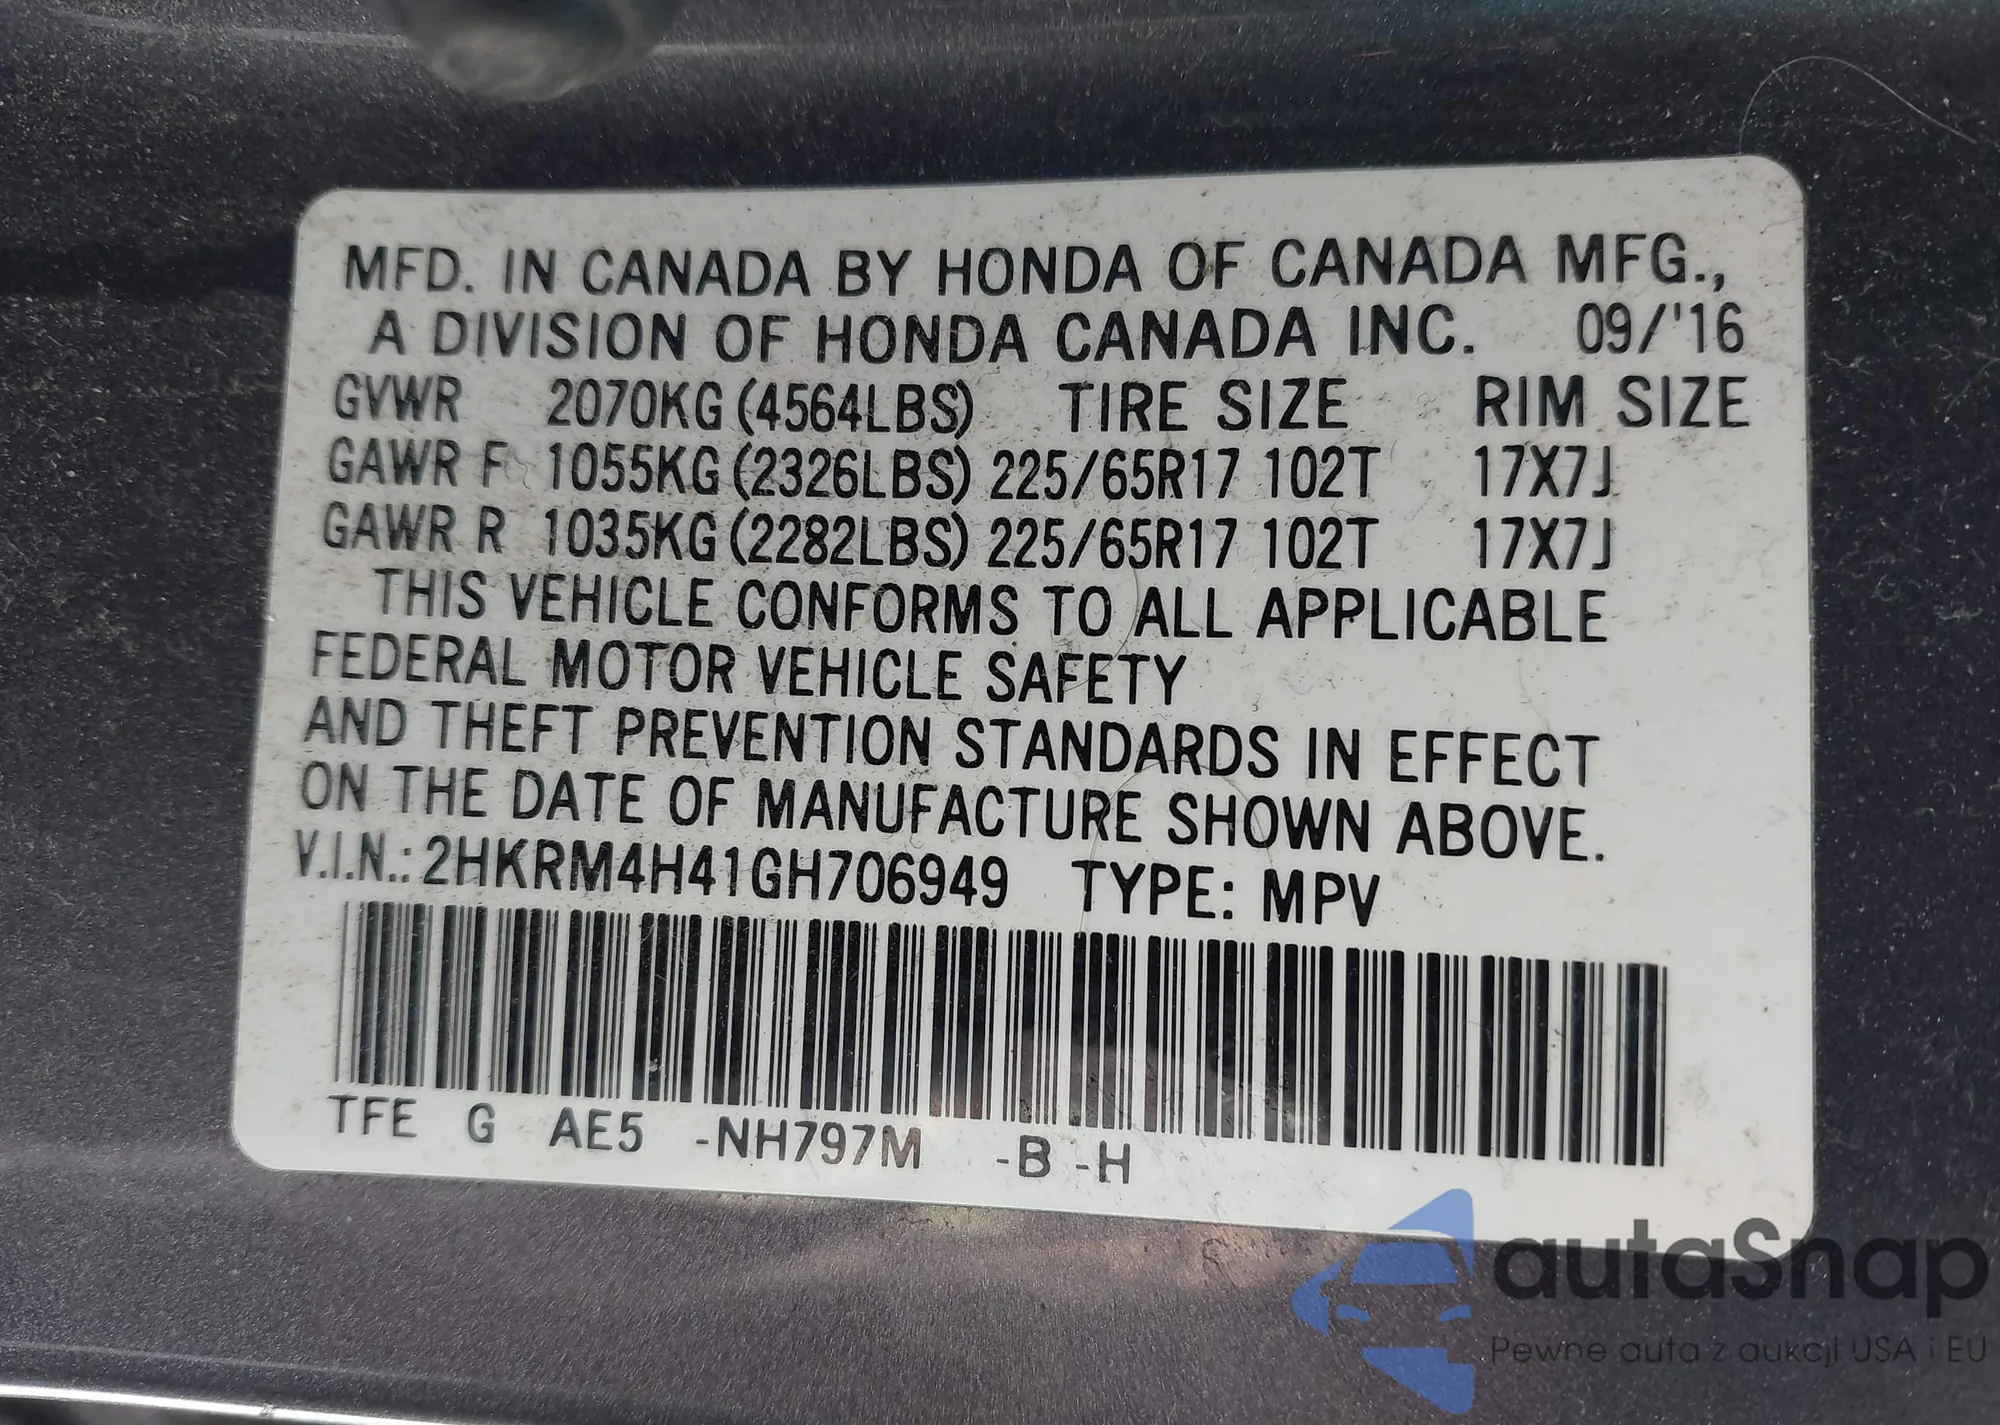 MFD. IN CANADA BY HONDA OF CANADA MFG.,
A DIVISION OF HONDA CANADA INC. 09/'16
GVWR 2070KG (4564LBS) TIRE SIZE RIM SIZE
GAWR F 1055KG (2326LBS) 225/65R17 102T 17X7J
GAWR R 1035KG (2282LBS) 225/65R17 102T 17X7J
THIS VEHICLE CONFORMS TO ALL APPLICABLE
FEDERAL MOTOR VEHICLE SAFETY
AND THEFT PREVENTION STANDARDS IN EFFECT
ON THE DATE OF MANUFACTURE SHOWN ABOVE.
V.I.N.: 2HKRM4H41GH706949 TYPE: MPV
TFE G AE5 -NH797M -B -H
autaSnap
Pewne auta z aukcji USA i EU